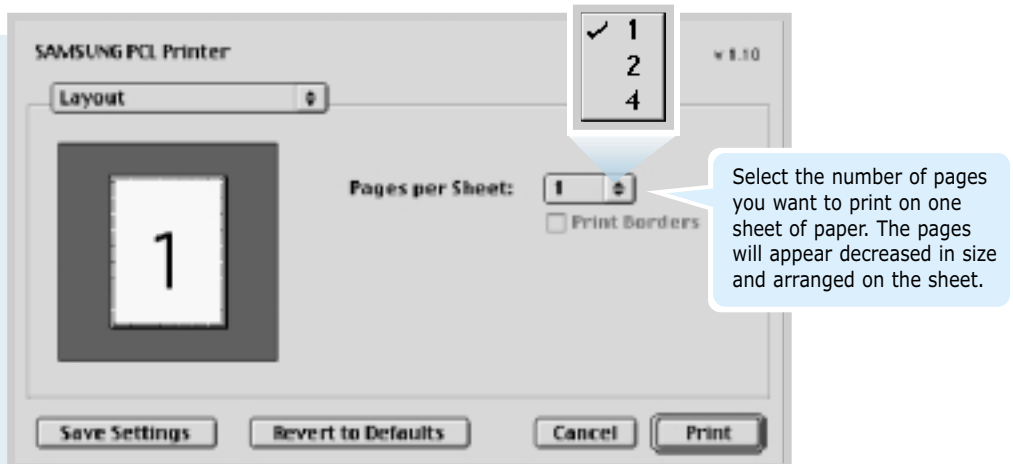 SAMSUNG PCL Printer
v 8.10
Layout
✓ 1
2
4
1
Pages per Sheet: 1
Print Borders
Select the number of pages
you want to print on one
sheet of paper. The pages
will appear decreased in size
and arranged on the sheet.
Save Settings
Revert to Defaults
Cancel
Print